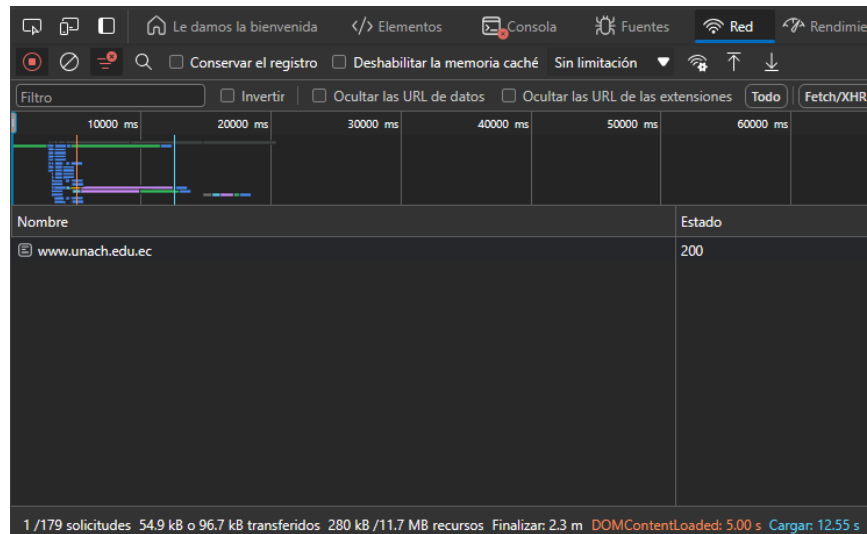 Le damos la bienvenida </> Elementos Consola Fuentes Red Rendimie
Conservar el registro Deshabilitar la memoria caché Sin limitación
Filtro Invertir Ocultar las URL de datos Ocultar las URL de las extensiones Todo Fetch/XHR
10000 ms 20000 ms 30000 ms 40000 ms 50000 ms 60000 ms
Nombre Estado
www.unach.edu.ec 200
1 /179 solicitudes 54.9 kB o 96.7 kB transferidos 280 kB /11.7 MB recursos Finalizar: 2.3 m DOMContentLoaded: 5.00 s Cargar: 12.55 s